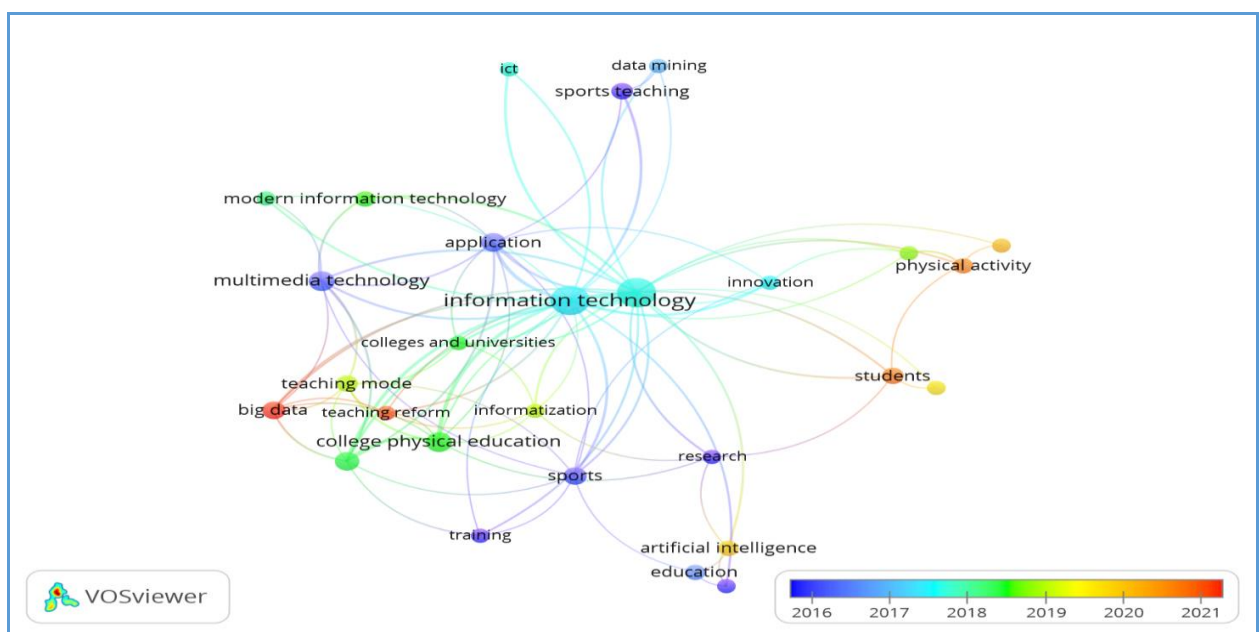 ict
data mining
sports teaching
modern information technology
application
physical activity
multimedia technology
innovation
information technology
colleges and universities
students
teaching mode
big data
teaching reform
informatization
college physical education
research
sports
training
artificial intelligence
education
VOSviewer
2016 2017 2018 2019 2020 2021